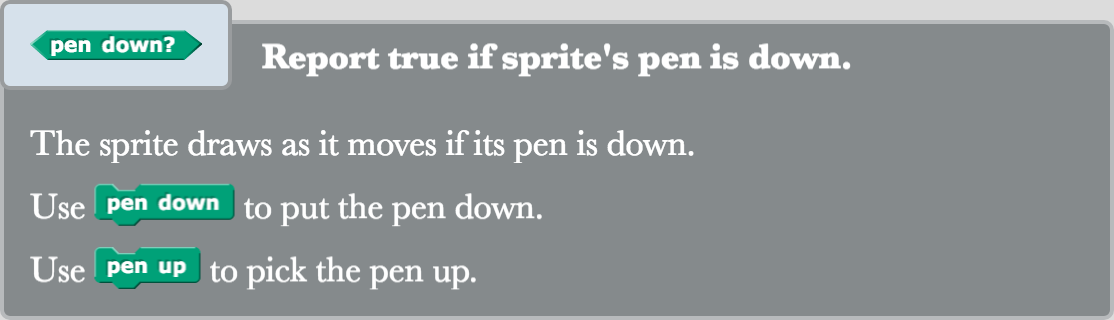 pen down?
Report true if sprite's pen is down.
The sprite draws as it moves if its pen is down.
Use pen down to put the pen down.
Use pen up to pick the pen up.